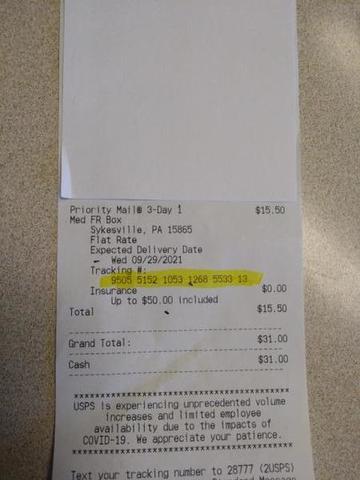 Priority Mail® 3-Day 1 $15.50
Med FR Box
Sykesville, PA 15865
Flat Rate
Expected Delivery Date
Wed 09/29/2021
Tracking #:
9505 5152 1053 1268 5533 13
Insurance $0.00
Up to $50.00 included
Total $15.50
Grand Total: $31.00
Cash $31.00
USPS is experiencing unprecedented volume
increases and limited employee
availability due to the impacts of
COVID-19. We appreciate your patience.
Text your tracking number to 28777 (2USPS)
Standard Message